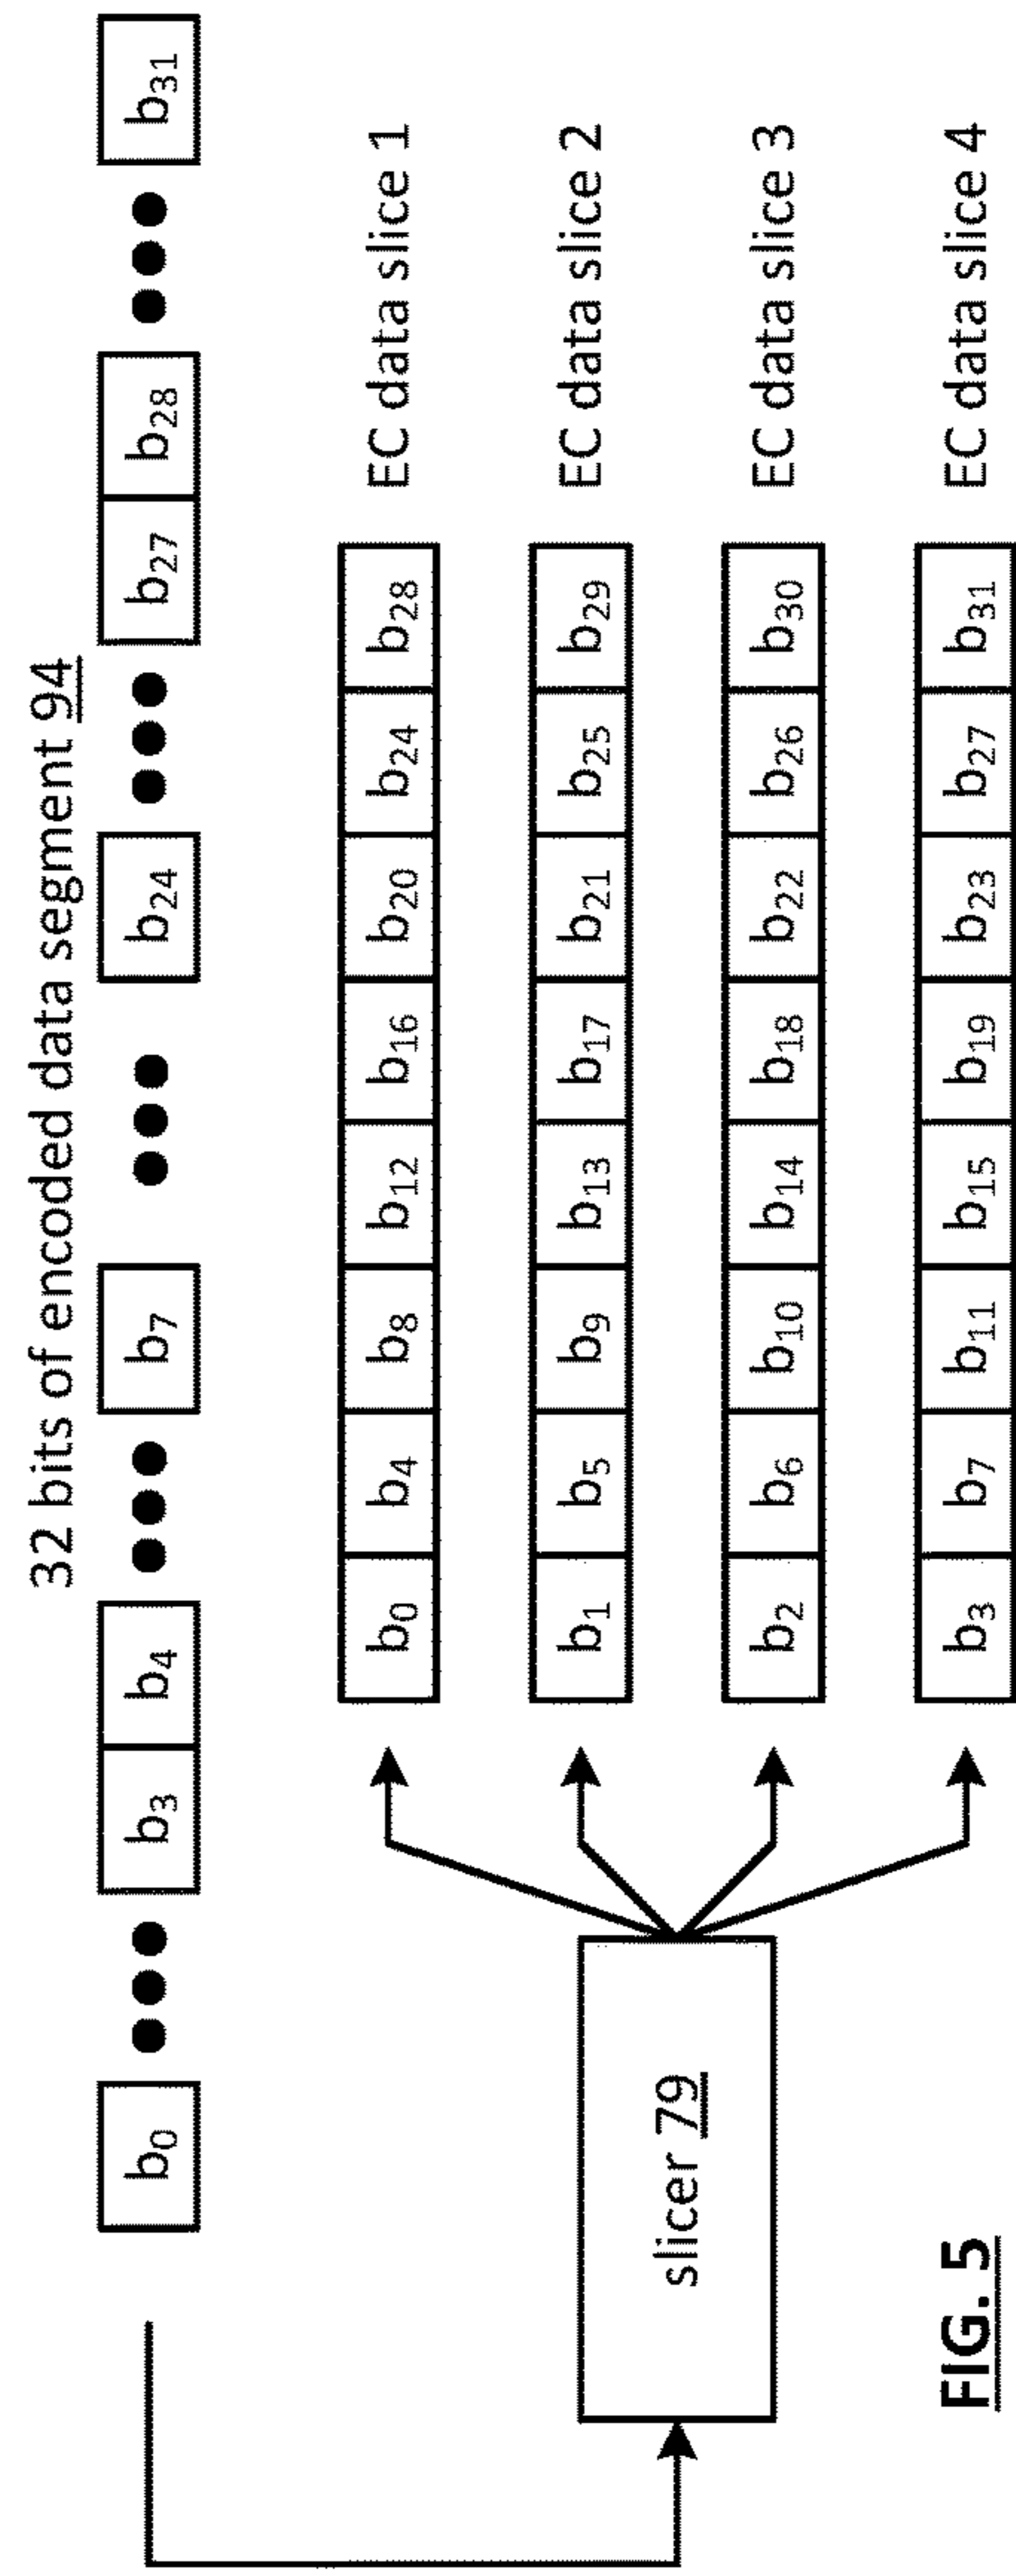 32 bits of encoded data segment 94
b0 ●●● b3 b4 ●●● b7 ●●● b24 ●●● b27 b28 ●●● b31
b0 b4 b8 b12 b16 b20 b24 b28 EC data slice 1
b1 b5 b9 b13 b17 b21 b25 b29 EC data slice 2
slicer 79
b2 b6 b10 b14 b18 b22 b26 b30 EC data slice 3
b3 b7 b11 b15 b19 b23 b27 b31 EC data slice 4
FIG. 5